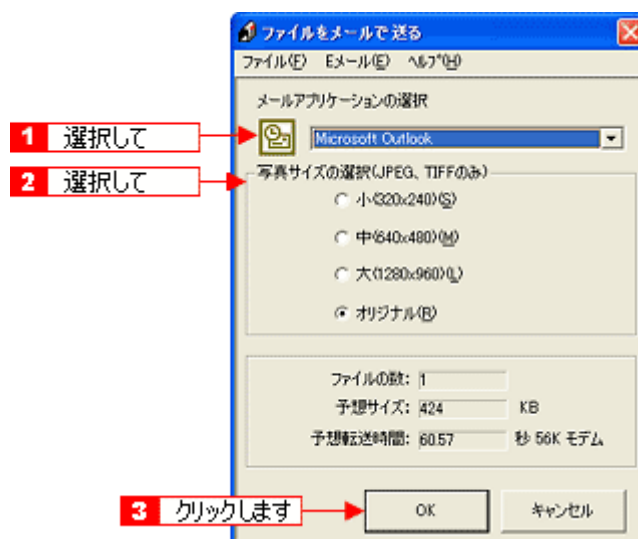 ファイルをメールで送る
ファイル(F) Eメール(E) ヘルプ(H)
メールアプリケーションの選択
1 選択して
Microsoft Outlook
2 選択して
写真サイズの選択(JPEG、TIFFのみ)
小(320x240)(S)
中(640x480)(M)
大(1280x960)(L)
オリジナル(R)
ファイルの数: 1
予想サイズ: 424 KB
予想転送時間: 60.57 秒 56K モデム
3 クリックします
OK キャンセル